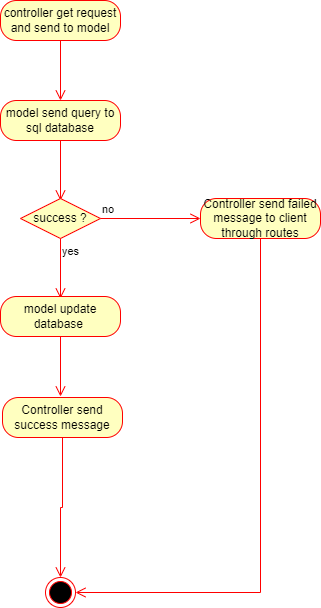 controller get request
and send to model
model send query to
sql database
success ?
no
Controller send failed
message to client
through routes
yes
model update
database
Controller send
success message